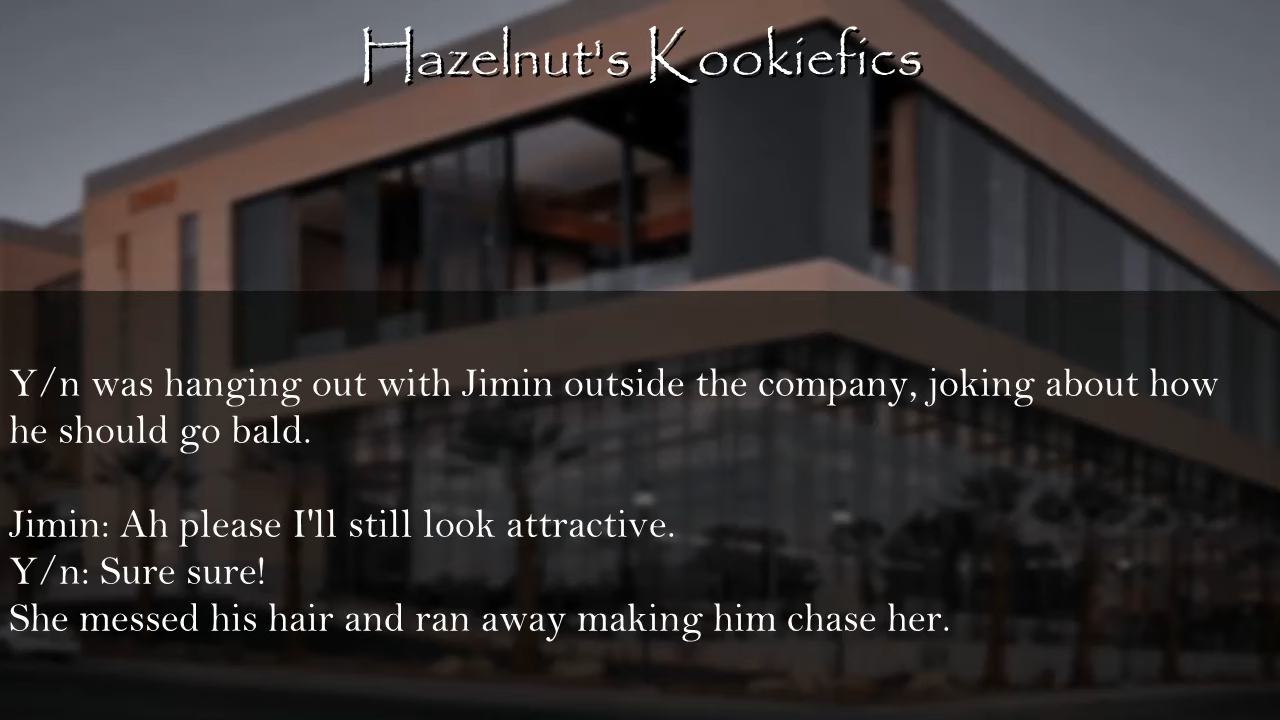 Hazelnut's Kookiefics
Y/n was hanging out with Jimin outside the company, joking about how
he should go bald.
Jimin: Ah please I'll still look attractive.
Y/n: Sure sure!
She messed his hair and ran away making him chase her.